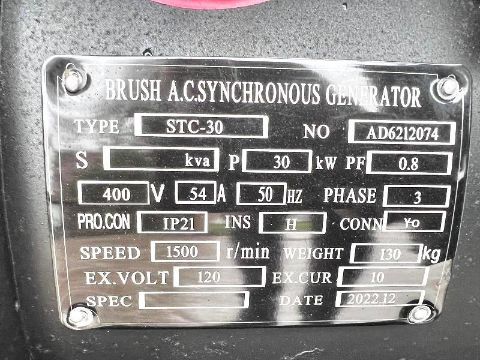 BRUSH A.C.SYNCHRONOUS GENERATOR
TYPE STC-30 NO AD6212074
S kva P 30 kW PF 0.8
400 V 54 A 50 HZ PHASE 3
PRO.CON IP21 INS H CONN Yo
SPEED 1500 r/min WEIGHT 130 kg
EX.VOLT 120 EX.CUR 10
SPEC DATE 2022.12